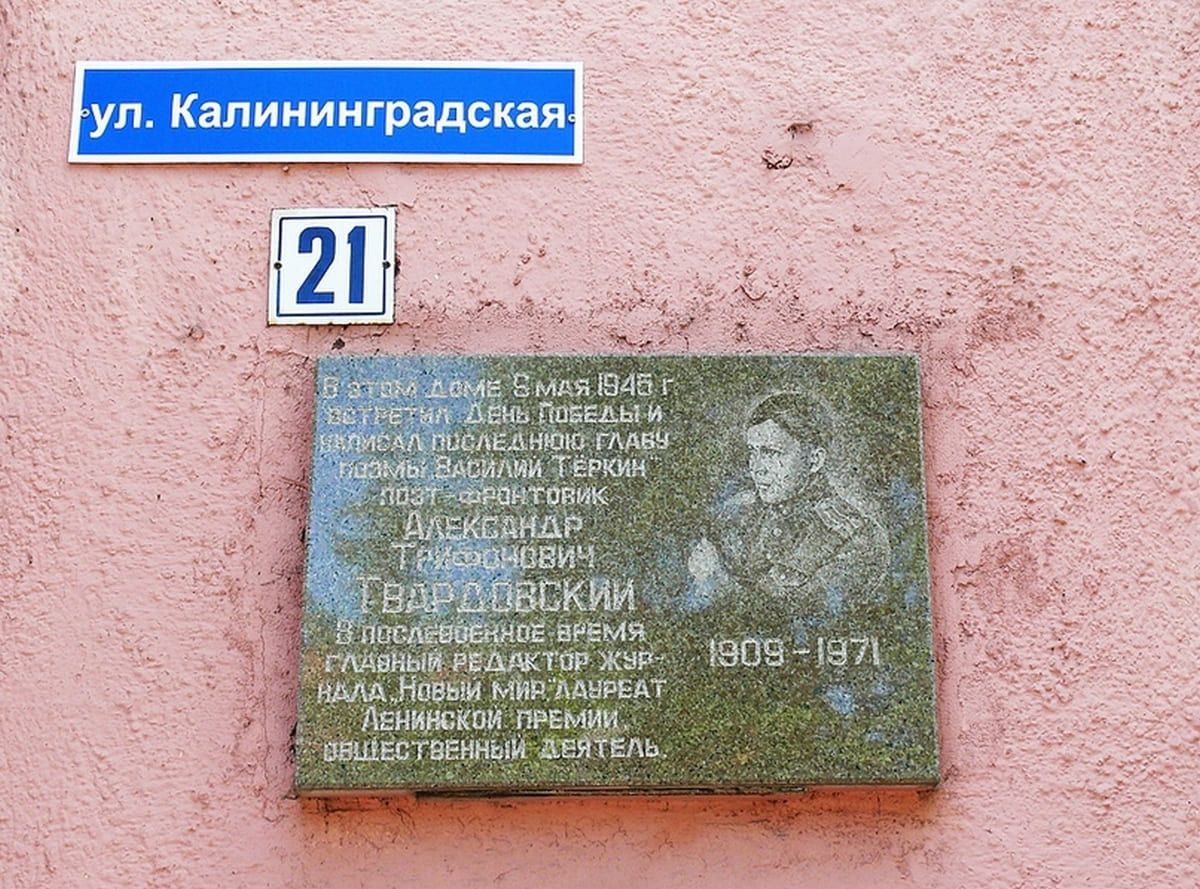 ул. Калининградская
21
В этом доме 9 мая 1945 г
встретил День Победы и
написал последнюю главу
поэмы „Василий Тёркин"
поэт-фронтовик
Александр
Трифонович
Твардовский
В послевоенное время
главный редактор жур-
нала „Новый мир," лауреат
Ленинской премии,
общественный деятель.
1909 – 1971